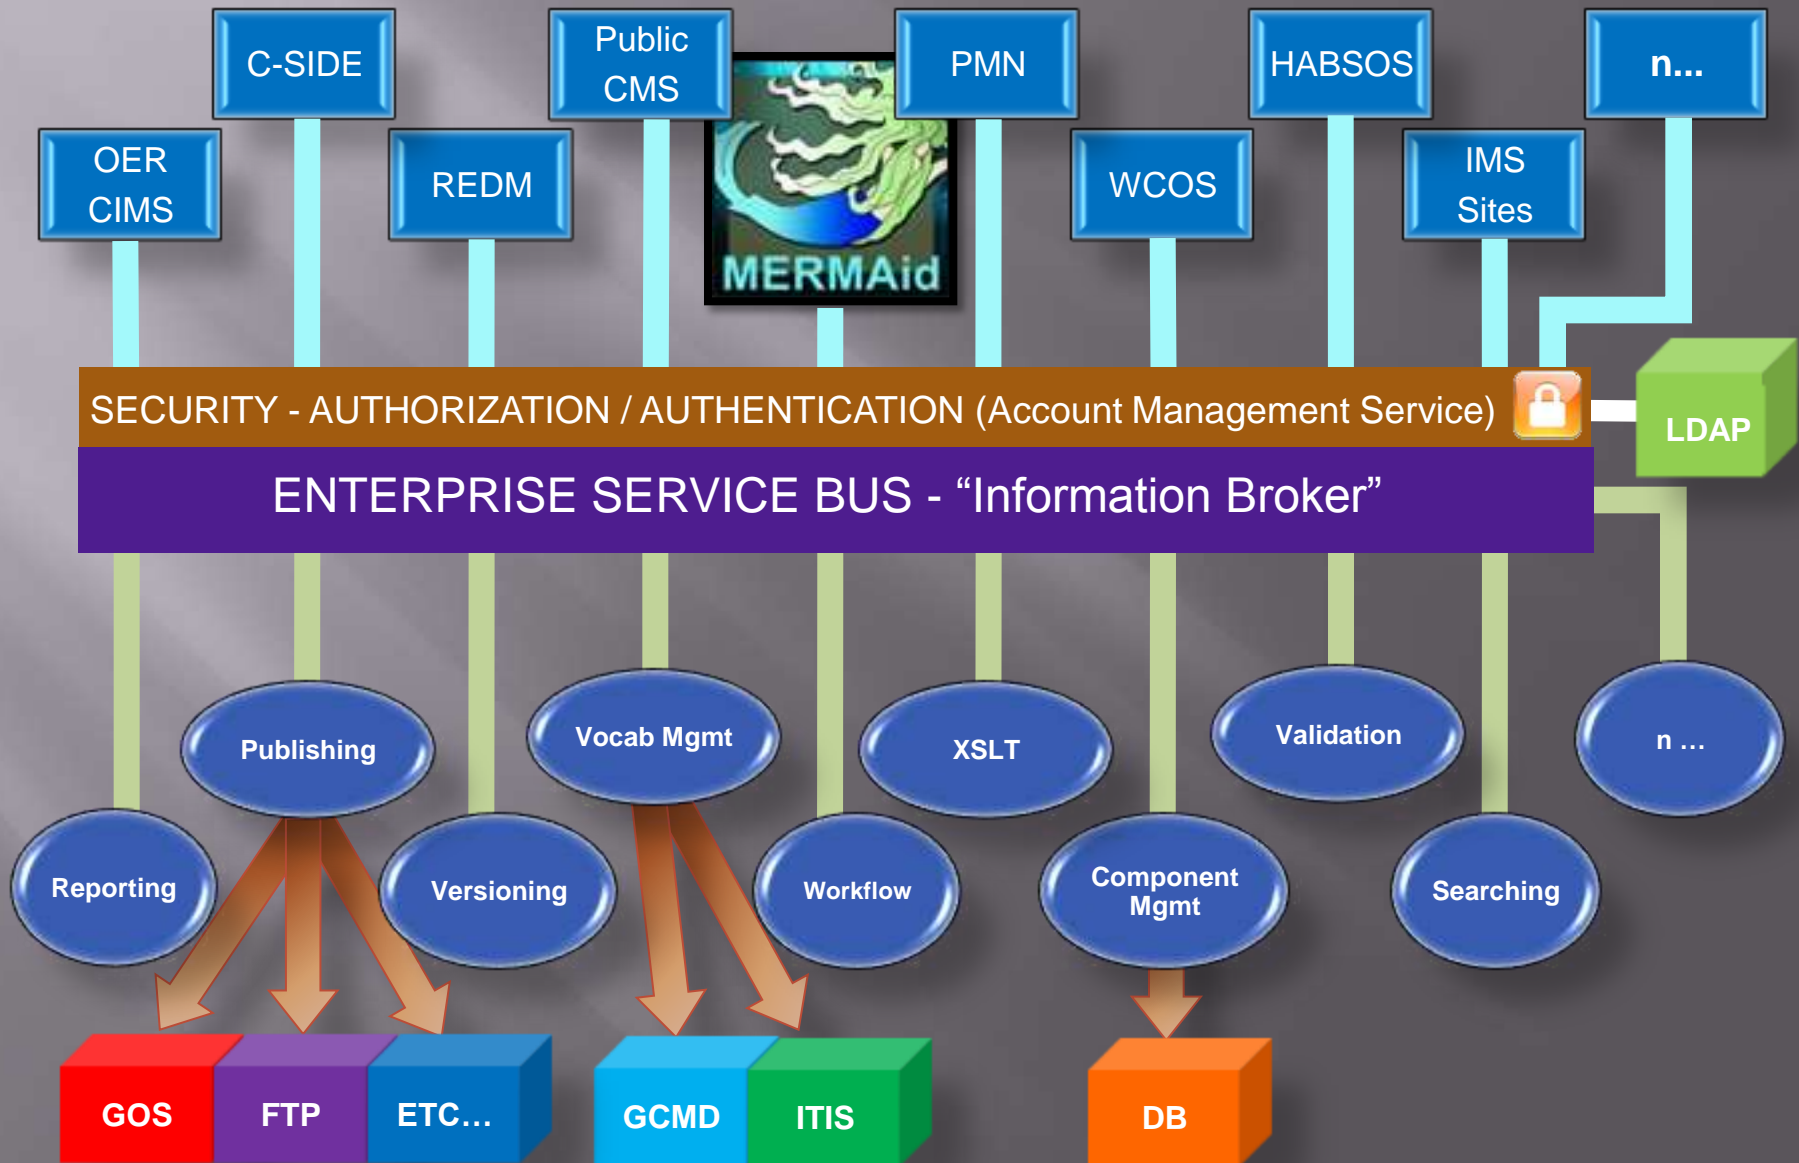 C-SIDE
Public
CMS
PMN
HABSOS
n...
OER
CIMS
REDM
MERMAid
WCOS
IMS
Sites
SECURITY - AUTHORIZATION / AUTHENTICATION (Account Management Service)
LDAP
ENTERPRISE SERVICE BUS - “Information Broker”
Publishing
Vocab Mgmt
XSLT
Validation
n ...
Reporting
Versioning
Workflow
Component
Mgmt
Searching
GOS
FTP
ETC...
GCMD
ITIS
DB